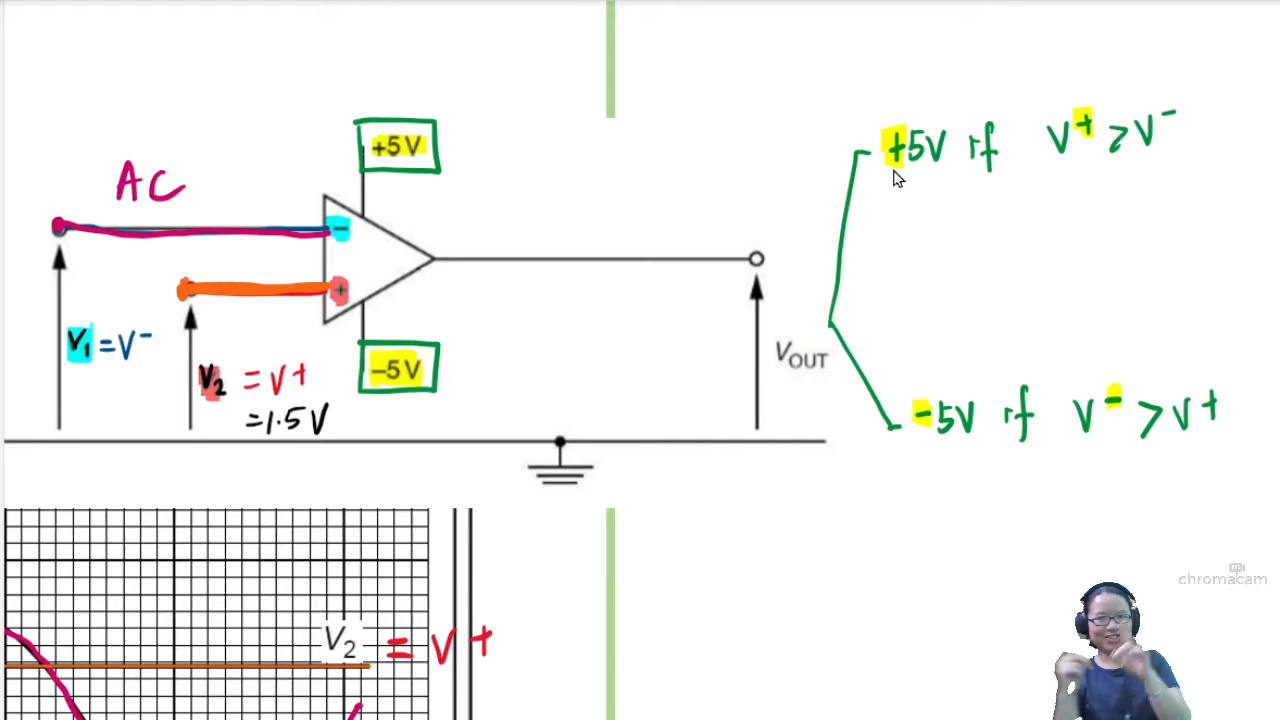 +5V
+5V if V+ > V-
AC
−
+
V1 = V-
V2 = V+
= 1.5V
–5V
VOUT
-5V if V- > V+
V2 = V+
chromacam